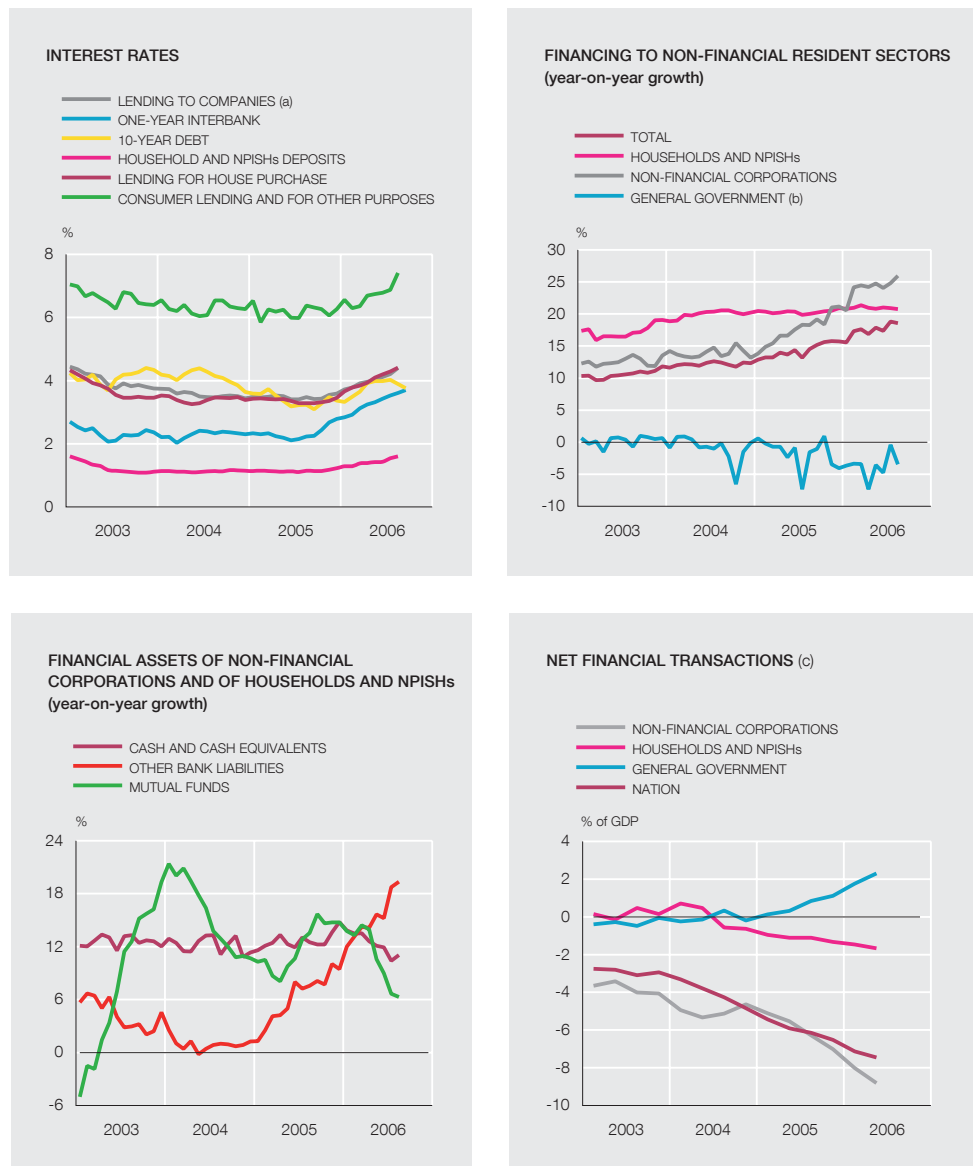 INTEREST RATES
LENDING TO COMPANIES (a)
ONE-YEAR INTERBANK
10-YEAR DEBT
HOUSEHOLD AND NPISHs DEPOSITS
LENDING FOR HOUSE PURCHASE
CONSUMER LENDING AND FOR OTHER PURPOSES
%
8
6
4
2
0
2003 2004 2005 2006
FINANCING TO NON-FINANCIAL RESIDENT SECTORS
(year-on-year growth)
TOTAL
HOUSEHOLDS AND NPISHs
NON-FINANCIAL CORPORATIONS
GENERAL GOVERNMENT (b)
%
30
25
20
15
10
5
0
-5
-10
2003 2004 2005 2006
FINANCIAL ASSETS OF NON-FINANCIAL
CORPORATIONS AND OF HOUSEHOLDS AND NPISHs
(year-on-year growth)
CASH AND CASH EQUIVALENTS
OTHER BANK LIABILITIES
MUTUAL FUNDS
%
24
18
12
6
0
-6
2003 2004 2005 2006
NET FINANCIAL TRANSACTIONS (c)
NON-FINANCIAL CORPORATIONS
HOUSEHOLDS AND NPISHs
GENERAL GOVERNMENT
NATION
% of GDP
4
2
0
-2
-4
-6
-8
-10
2003 2004 2005 2006